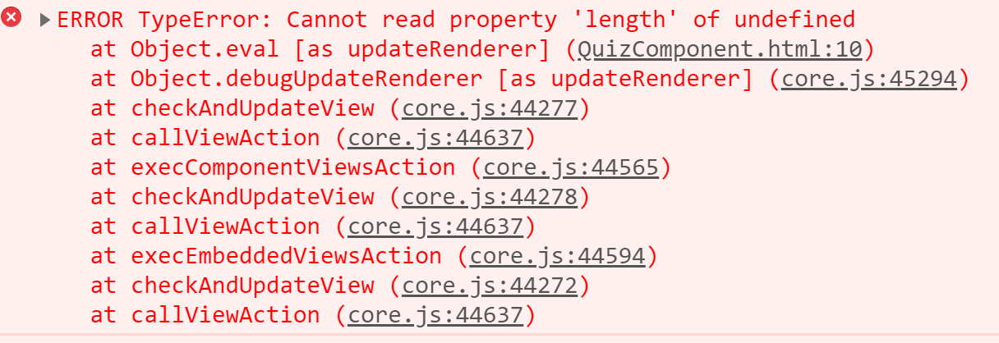 ERROR TypeError: Cannot read property 'length' of undefined
at Object.eval [as updateRenderer] (QuizComponent.html:10)
at Object.debugUpdateRenderer [as updateRenderer] (core.js:45294)
at checkAndUpdateView (core.js:44277)
at callViewAction (core.js:44637)
at execComponentViewsAction (core.js:44565)
at checkAndUpdateView (core.js:44278)
at callViewAction (core.js:44637)
at execEmbeddedViewsAction (core.js:44594)
at checkAndUpdateView (core.js:44272)
at callViewAction (core.js:44637)